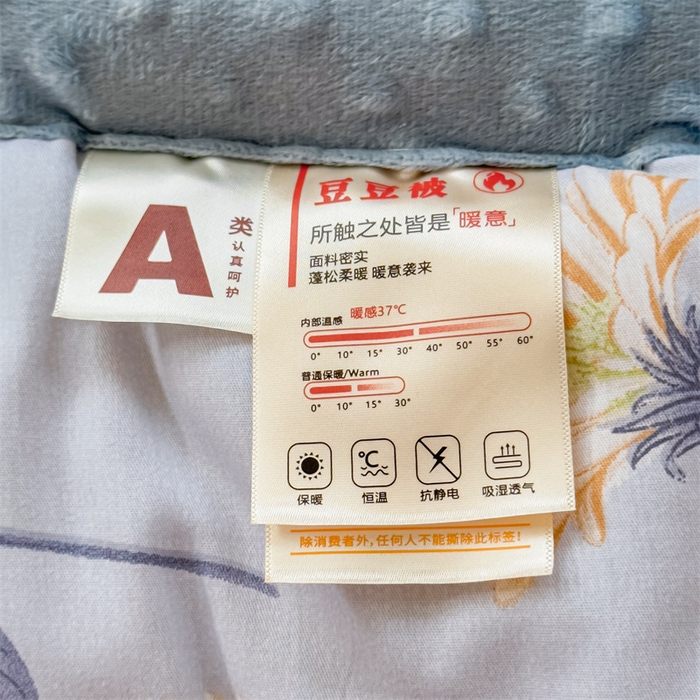 A
类
认真呵护
豆豆被
所触之处皆是「暖意」
面料密实
蓬松柔暖 暖意袭来
内部温感 暖感37℃
0° 10° 15° 30° 40° 50° 55° 60°
普通保暖/Warm
0° 10° 15° 30°
℃
保暖 恒温 抗静电 吸湿透气
除消费者外，任何人不能撕除此标签！